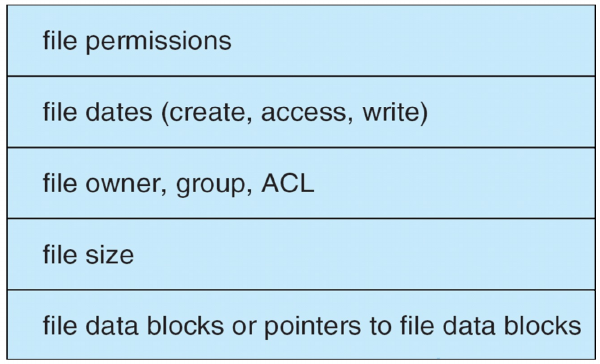 file permissions
file dates (create, access, write)
file owner, group, ACL
file size
file data blocks or pointers to file data blocks